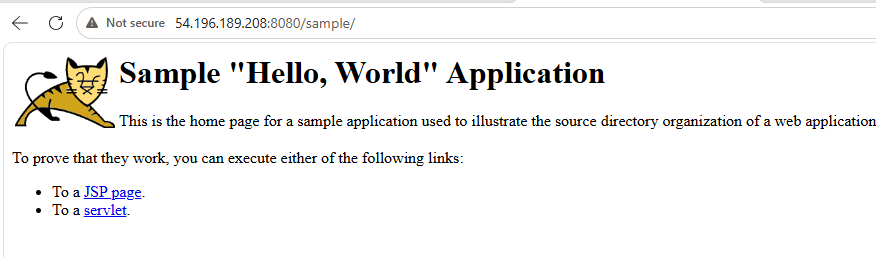 Not secure 54.196.189.208:8080/sample/
Sample "Hello, World" Application
This is the home page for a sample application used to illustrate the source directory organization of a web application
To prove that they work, you can execute either of the following links:
• To a JSP page.
• To a servlet.